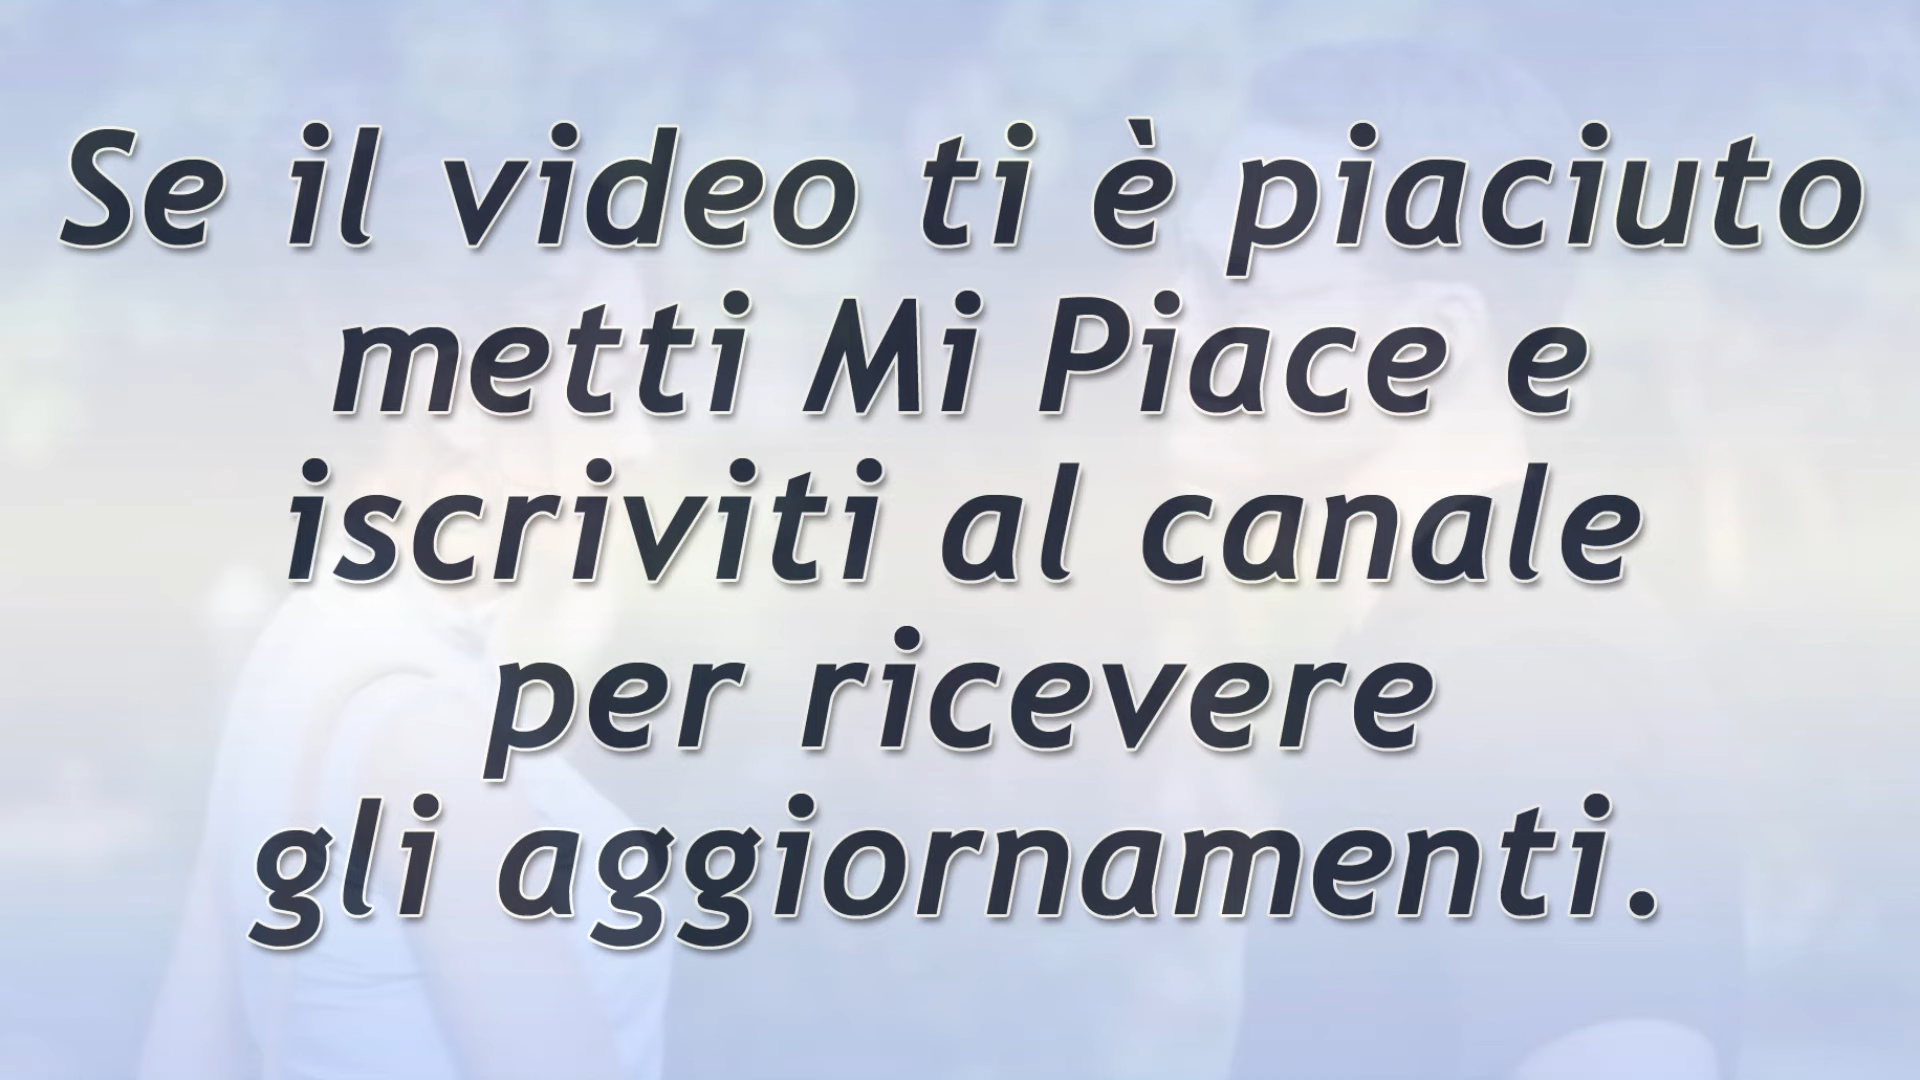 Se il video ti è piaciuto
metti Mi Piace e
iscriviti al canale
per ricevere
gli aggiornamenti.